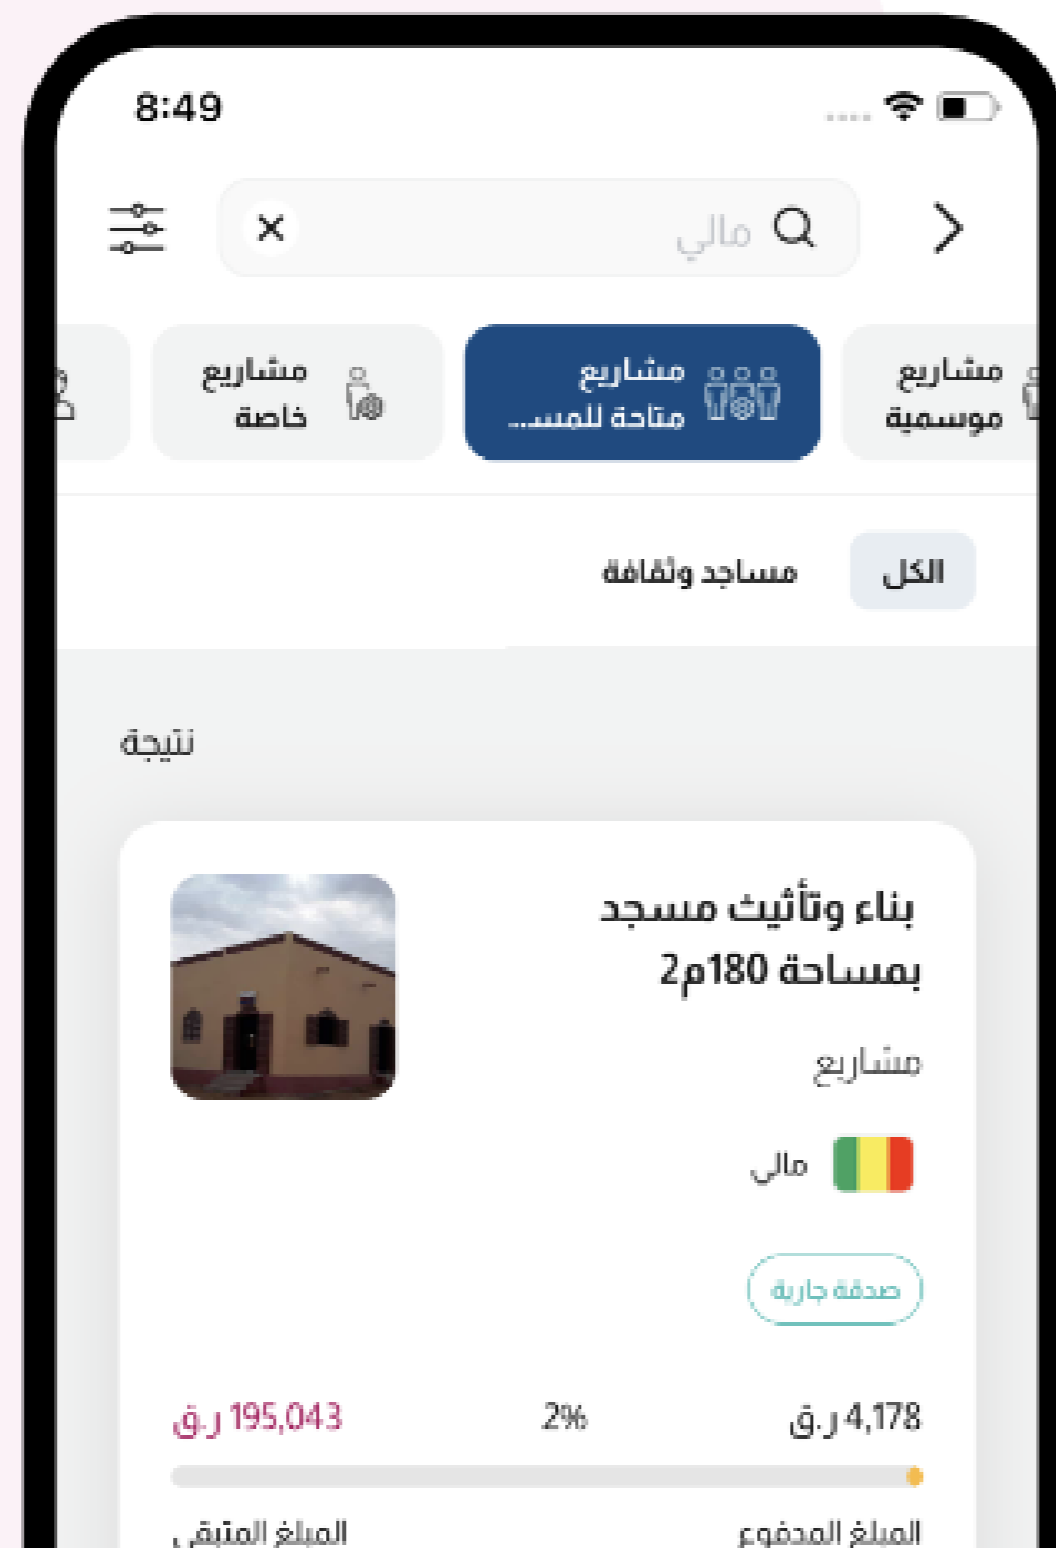 8:49
مالي
مشاريع
موسمية
مشاريع
متاحة للمسـ...
مشاريع
خاصة
الكل
مساجد وثقافة
نتيجة
بناء وتأثيث مسجد
بمساحة 180م2
مشاريع
مالي
صدقة جارية
4,178 ر.ق
2%
195,043 ر.ق
المبلغ المدفوع
المبلغ المتبقي